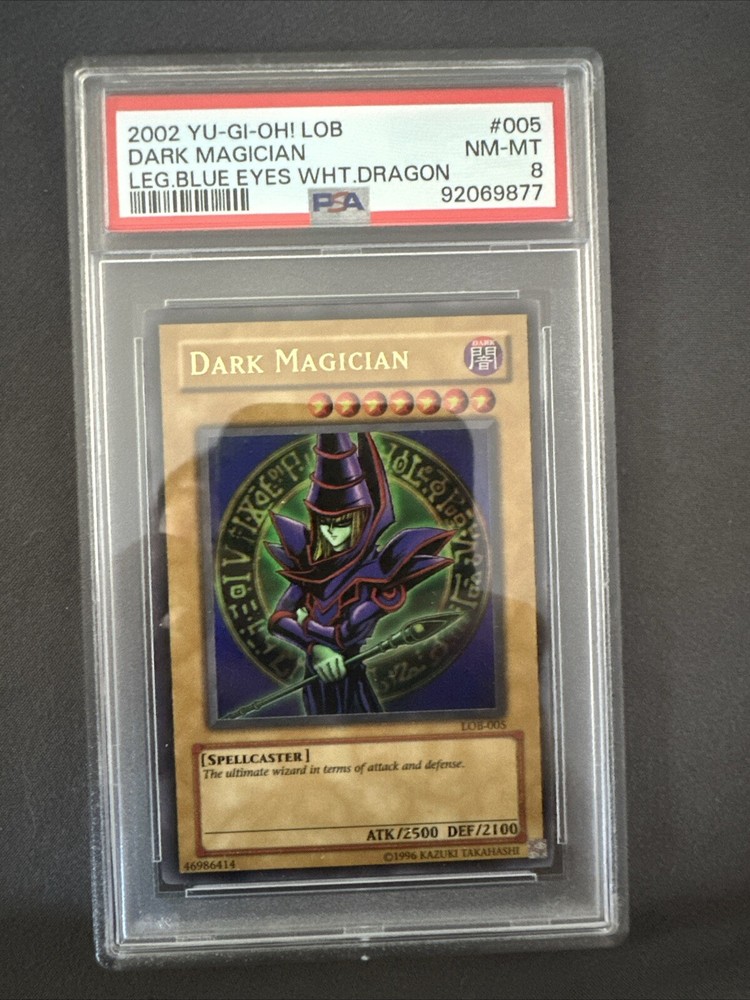 2002 YU-GI-OH! LOB #005
DARK MAGICIAN NM-MT
LEG.BLUE EYES WHT.DRAGON 8
PSA 92069877
DARK MAGICIAN
DARK
闇
LOB-005
[SPELLCASTER]
The ultimate wizard in terms of attack and defense.
ATK/2500 DEF/2100
46986414 ©1996 KAZUKI TAKAHASHI